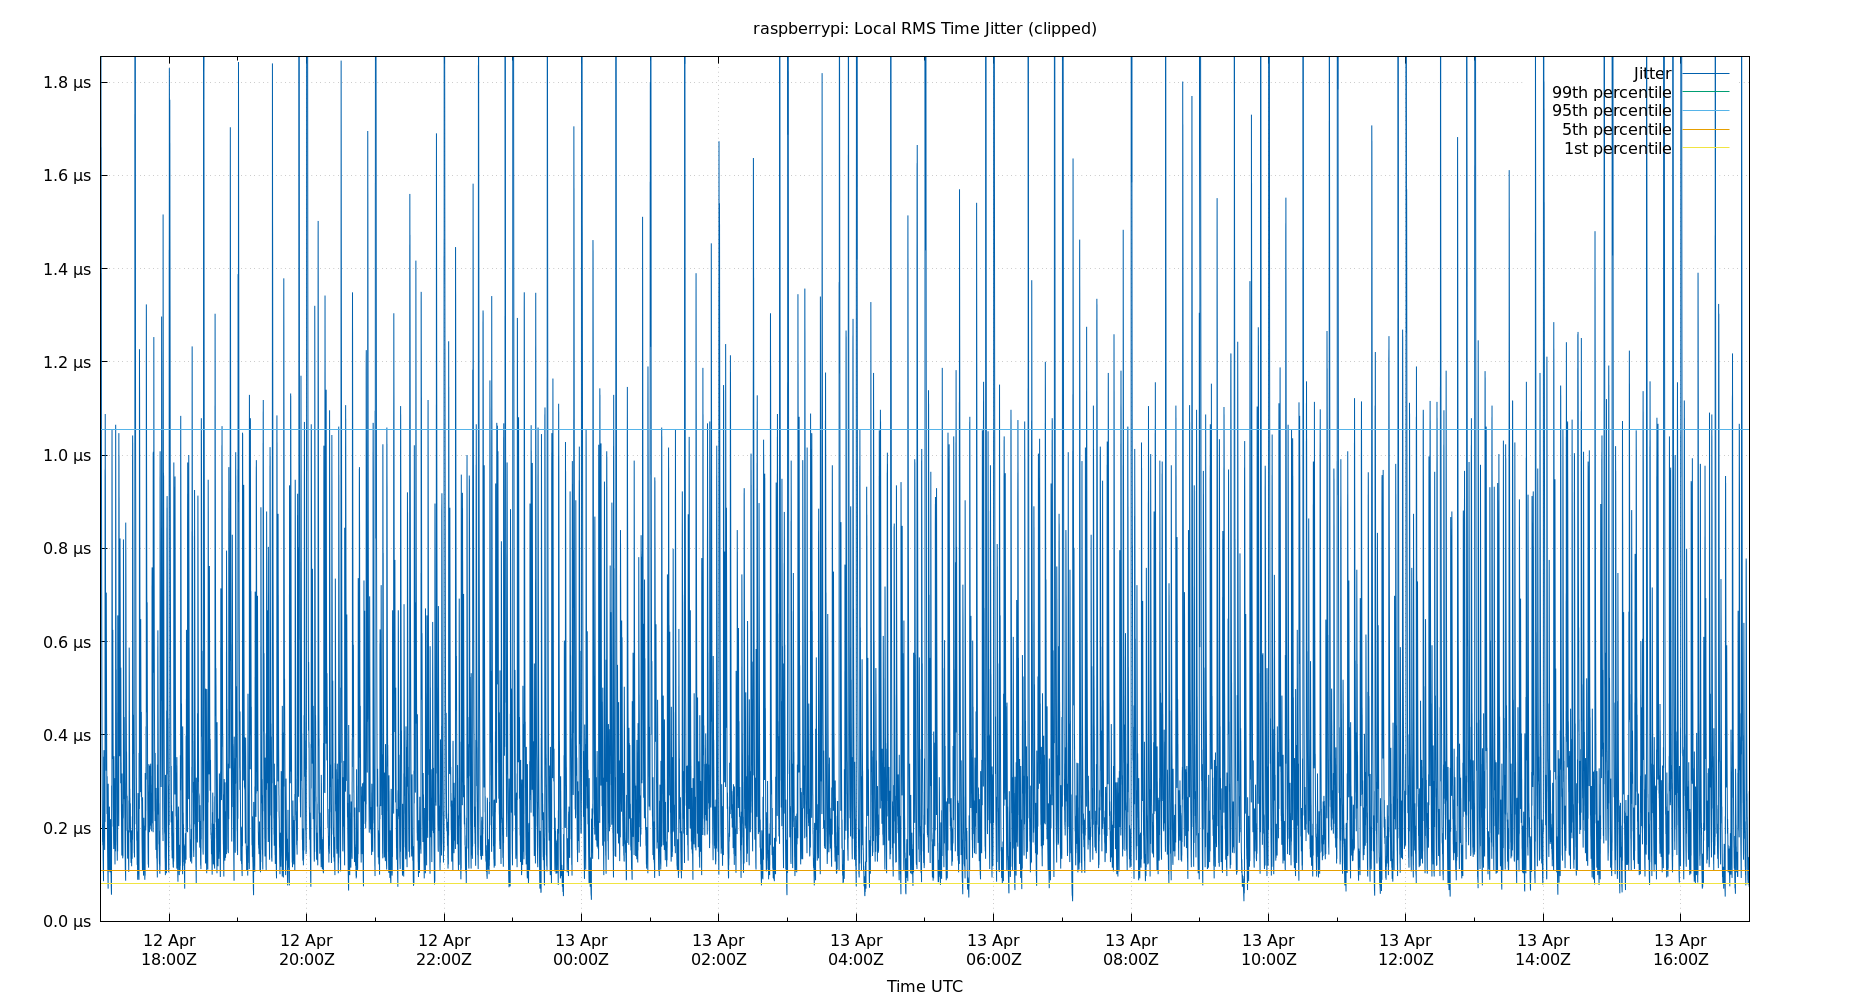 raspberrypi: Local RMS Time Jitter (clipped)
1.8 µs
1.6 µs
1.4 µs
1.2 µs
1.0 µs
0.8 µs
0.6 µs
0.4 µs
0.2 µs
0.0 µs
Jitter
99th percentile
95th percentile
5th percentile
1st percentile
12 Apr 12 Apr 12 Apr 13 Apr 13 Apr 13 Apr 13 Apr 13 Apr 13 Apr 13 Apr 13 Apr 13 Apr
18:00Z 20:00Z 22:00Z 00:00Z 02:00Z 04:00Z 06:00Z 08:00Z 10:00Z 12:00Z 14:00Z 16:00Z
Time UTC